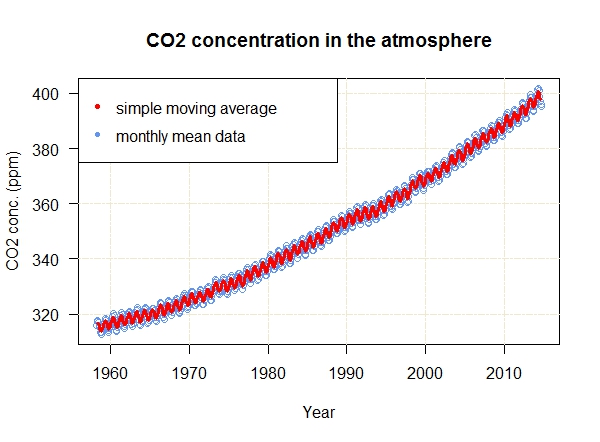 CO2 concentration in the atmosphere
simple moving average
monthly mean data
CO2 conc. (ppm)
400
380
360
340
320
1960 1970 1980 1990 2000 2010
Year